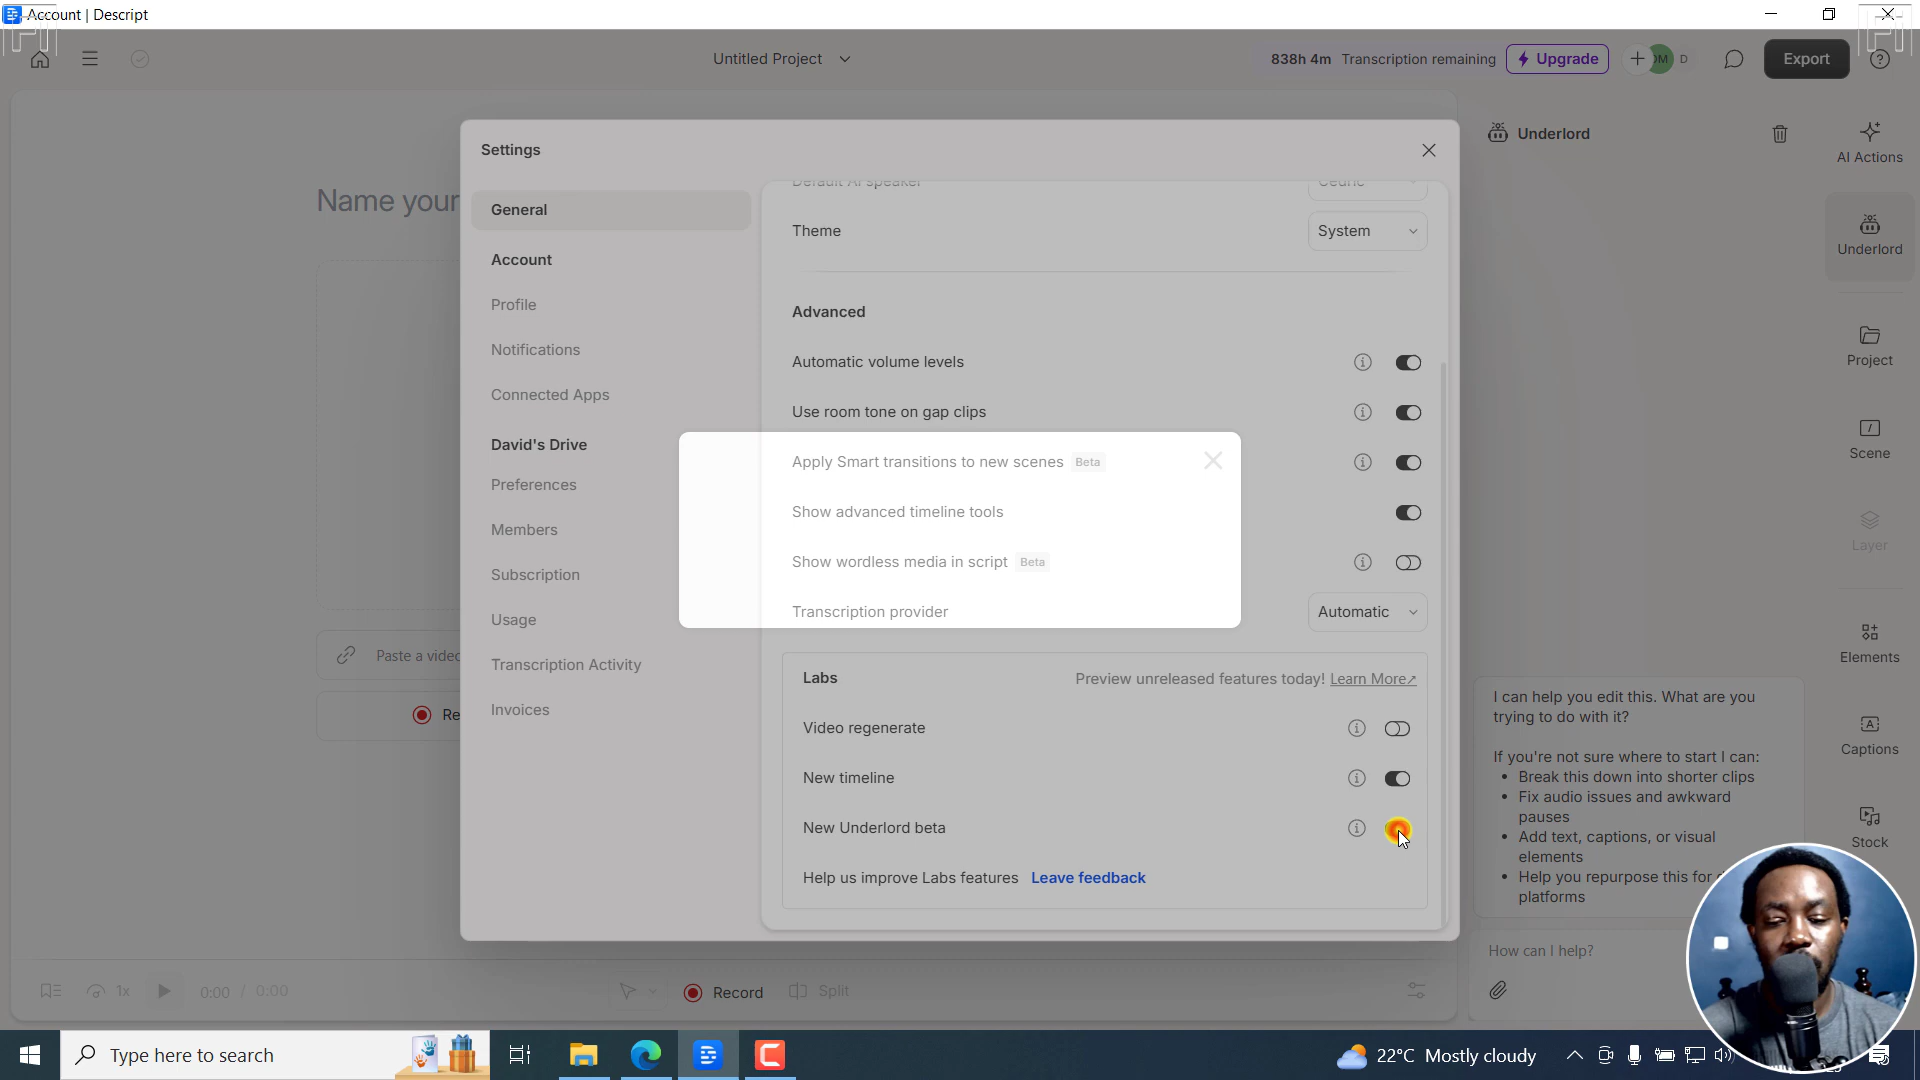 Account | Descript
Untitled Project
838h 4m Transcription remaining
Upgrade
DM
D
Export
Settings
Underlord
AI Actions
Name your
General
Default AI speaker
Cedric
Theme
System
Account
Underlord
Profile
Advanced
Notifications
Automatic volume levels
Project
Connected Apps
Use room tone on gap clips
David's Drive
Apply Smart transitions to new scenes Beta
Scene
Preferences
Show advanced timeline tools
Members
Layer
Show wordless media in script Beta
Subscription
Transcription provider
Automatic
Usage
Elements
Paste a video
Transcription Activity
Labs
Preview unreleased features today! Learn More↗
Invoices
Re
Video regenerate
New timeline
New Underlord beta
Help us improve Labs features Leave feedback
I can help you edit this. What are you
trying to do with it?
If you're not sure where to start I can:
• Break this down into shorter clips
• Fix audio issues and awkward
pauses
• Add text, captions, or visual
elements
• Help you repurpose this for
platforms
Captions
Stock
How can I help?
1x
0:00 / 0:00
Record
Split
Type here to search
22°C Mostly cloudy